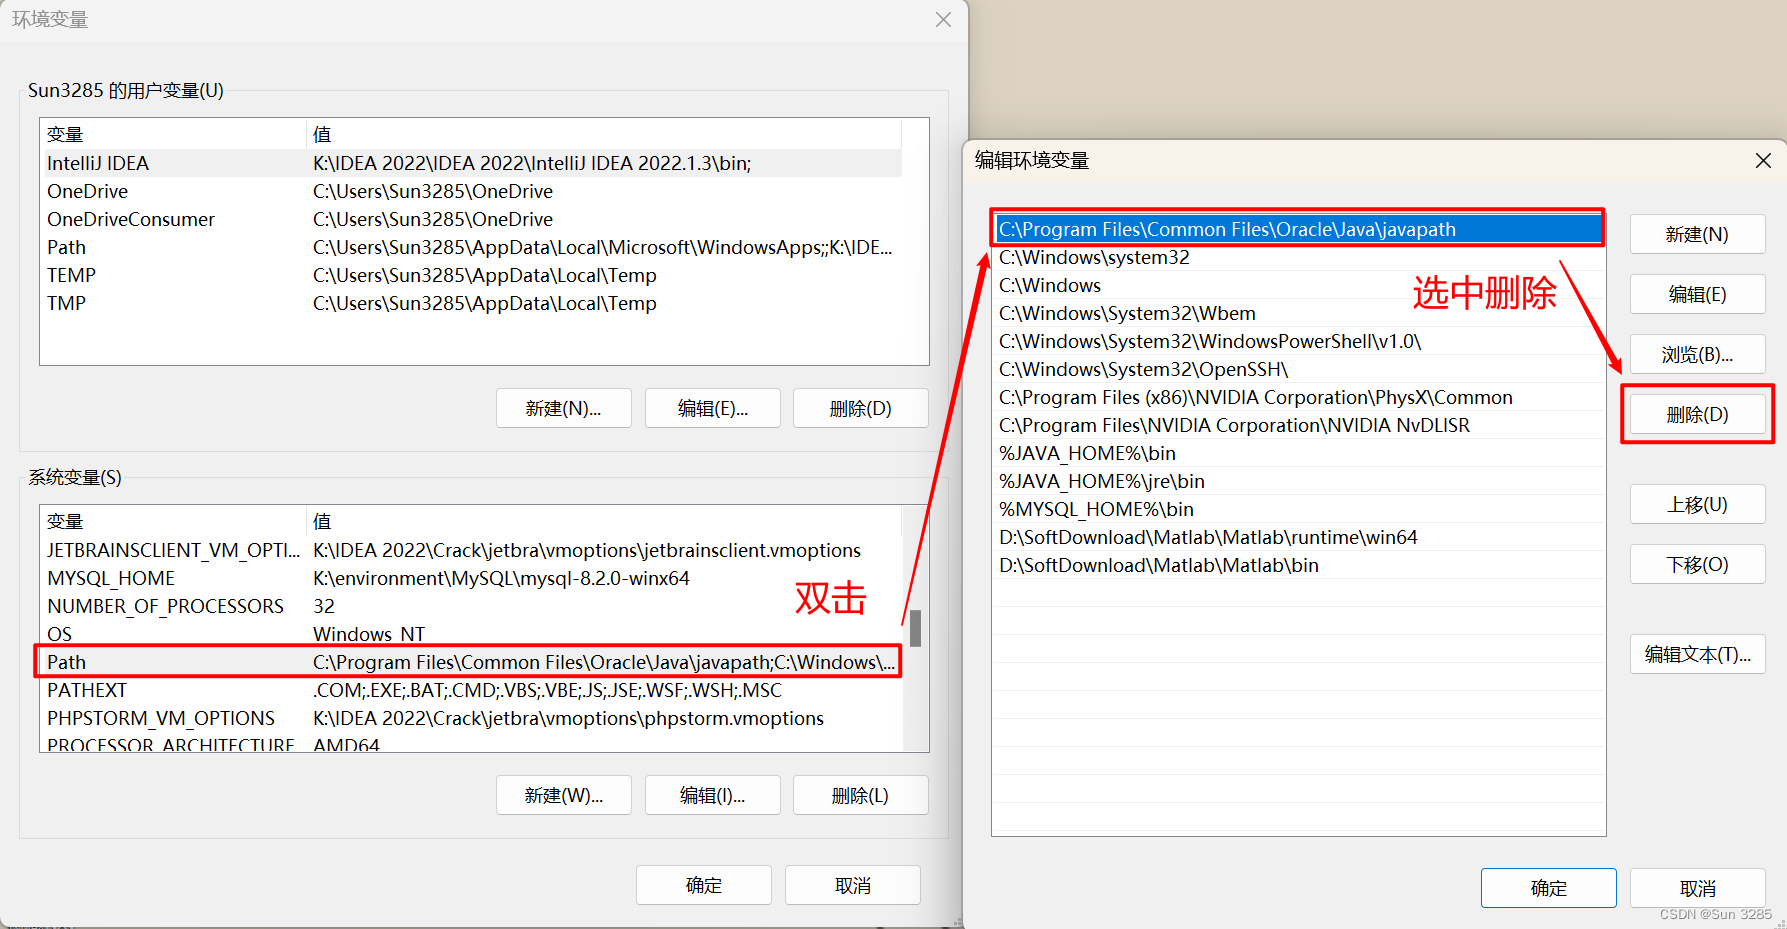 环境变量
Sun3285 的用户变量(U)
变量 值
IntelliJ IDEA K:\IDEA 2022\IDEA 2022\IntelliJ IDEA 2022.1.3\bin;
OneDrive C:\Users\Sun3285\OneDrive
OneDriveConsumer C:\Users\Sun3285\OneDrive
Path C:\Users\Sun3285\AppData\Local\Microsoft\WindowsApps;;K:\IDE...
TEMP C:\Users\Sun3285\AppData\Local\Temp
TMP C:\Users\Sun3285\AppData\Local\Temp
新建(N)... 编辑(E)... 删除(D)
系统变量(S)
变量 值
JETBRAINSCLIENT_VM_OPTI... K:\IDEA 2022\Crack\jetbra\vmoptions\jetbrainsclient.vmoptions
MYSQL_HOME K:\environment\MySQL\mysql-8.2.0-winx64
NUMBER_OF_PROCESSORS 32
OS Windows_NT
Path C:\Program Files\Common Files\Oracle\Java\javapath;C:\Windows\...
PATHEXT .COM;.EXE;.BAT;.CMD;.VBS;.VBE;.JS;.JSE;.WSF;.WSH;.MSC
PHPSTORM_VM_OPTIONS K:\IDEA 2022\Crack\jetbra\vmoptions\phpstorm.vmoptions
PROCESSOR_ARCHITECTURE AMD64
双击
新建(W)... 编辑(I)... 删除(L)
确定 取消
编辑环境变量
C:\Program Files\Common Files\Oracle\Java\javapath
C:\Windows\system32
C:\Windows
C:\Windows\System32\Wbem
C:\Windows\System32\WindowsPowerShell\v1.0\
C:\Windows\System32\OpenSSH\
C:\Program Files (x86)\NVIDIA Corporation\PhysX\Common
C:\Program Files\NVIDIA Corporation\NVIDIA NvDLISR
%JAVA_HOME%\bin
%JAVA_HOME%\jre\bin
%MYSQL_HOME%\bin
D:\SoftDownload\Matlab\Matlab\runtime\win64
D:\SoftDownload\Matlab\Matlab\bin
选中删除
新建(N)
编辑(E)
浏览(B)...
删除(D)
上移(U)
下移(O)
编辑文本(T)...
确定 取消
CSDN @Sun 3285